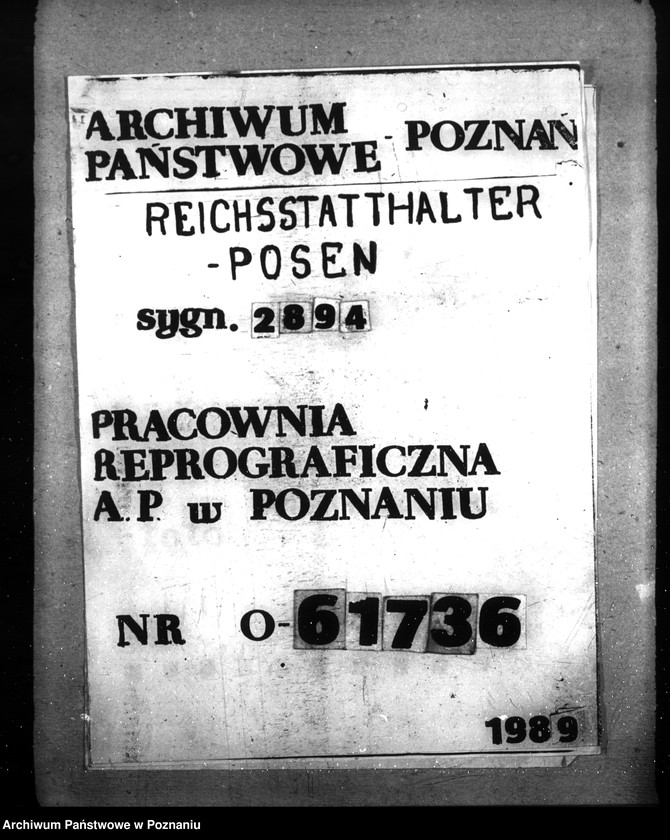 ARCHIWUM
PAŃSTWOWE - POZNAŃ
REICHSSTATTHALTER
-POSEN
sygn. 2894
PRACOWNIA
REPROGRAFICZNA
A.P. w POZNANIU
NR O-61736
1989
Archiwum Państwowe w Poznaniu